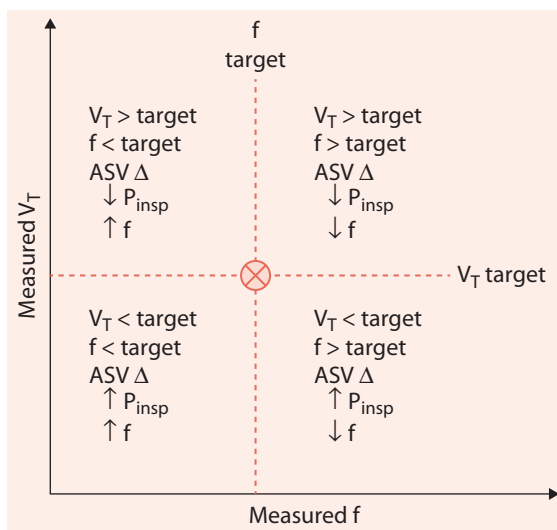 f
target
V_T > target
f < target
ASV Δ
↓ P_insp
↑ f
V_T > target
f > target
ASV Δ
↓ P_insp
↓ f
Measured V_T
V_T target
V_T < target
f < target
ASV Δ
↑ P_insp
↑ f
V_T < target
f > target
ASV Δ
↑ P_insp
↓ f
Measured f